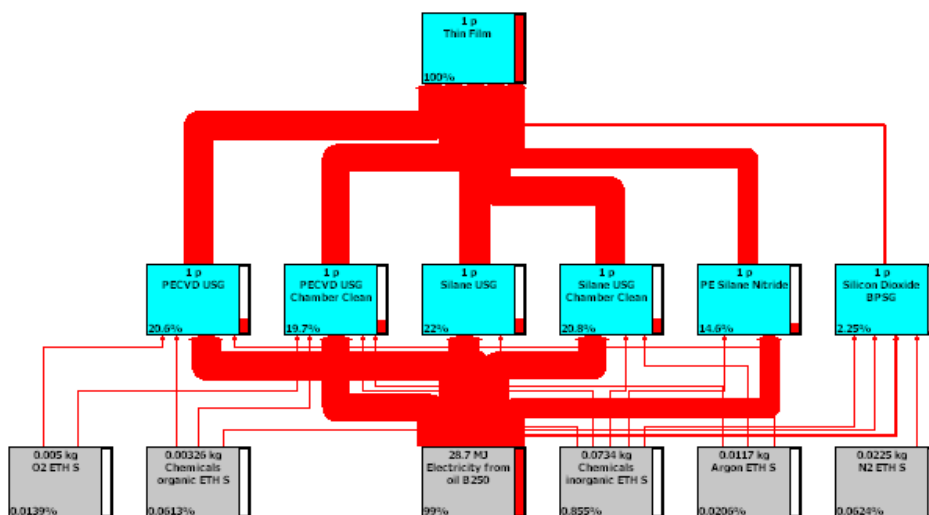 1 p
Thin Film
100%
1 p
PECVD USG
20.6%
1 p
PECVD USG
Chamber Clean
19.7%
1 p
Silane USG
22%
1 p
Silane USG
Chamber Clean
20.8%
1 p
PE Silane Nitride
14.6%
1 p
Silicon Dioxide
BPSG
2.25%
0.005 kg
O2 ETH S
0.0139%
0.00326 kg
Chemicals
organic ETH S
0.0613%
28.7 MJ
Electricity from
oil B250
99%
0.0734 kg
Chemicals
inorganic ETH S
0.855%
0.0117 kg
Argon ETH S
0.0206%
0.0225 kg
N2 ETH S
0.0624%